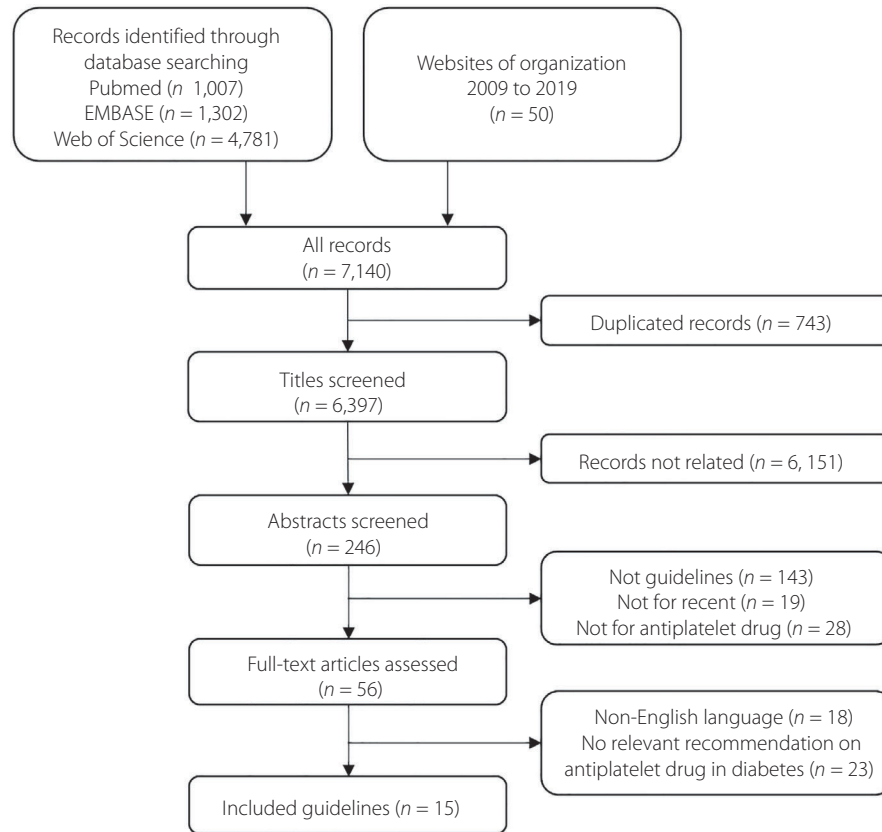 Records identified through
database searching
Pubmed (n 1,007)
EMBASE (n = 1,302)
Web of Science (n = 4,781)
Websites of organization
2009 to 2019
(n = 50)
All records
(n = 7,140)
Duplicated records (n = 743)
Titles screened
(n = 6,397)
Records not related (n = 6, 151)
Abstracts screened
(n = 246)
Not guidelines (n = 143)
Not for recent (n = 19)
Not for antiplatelet drug (n = 28)
Full-text articles assessed
(n = 56)
Non-English language (n = 18)
No relevant recommendation on
antiplatelet drug in diabetes (n = 23)
Included guidelines (n = 15)